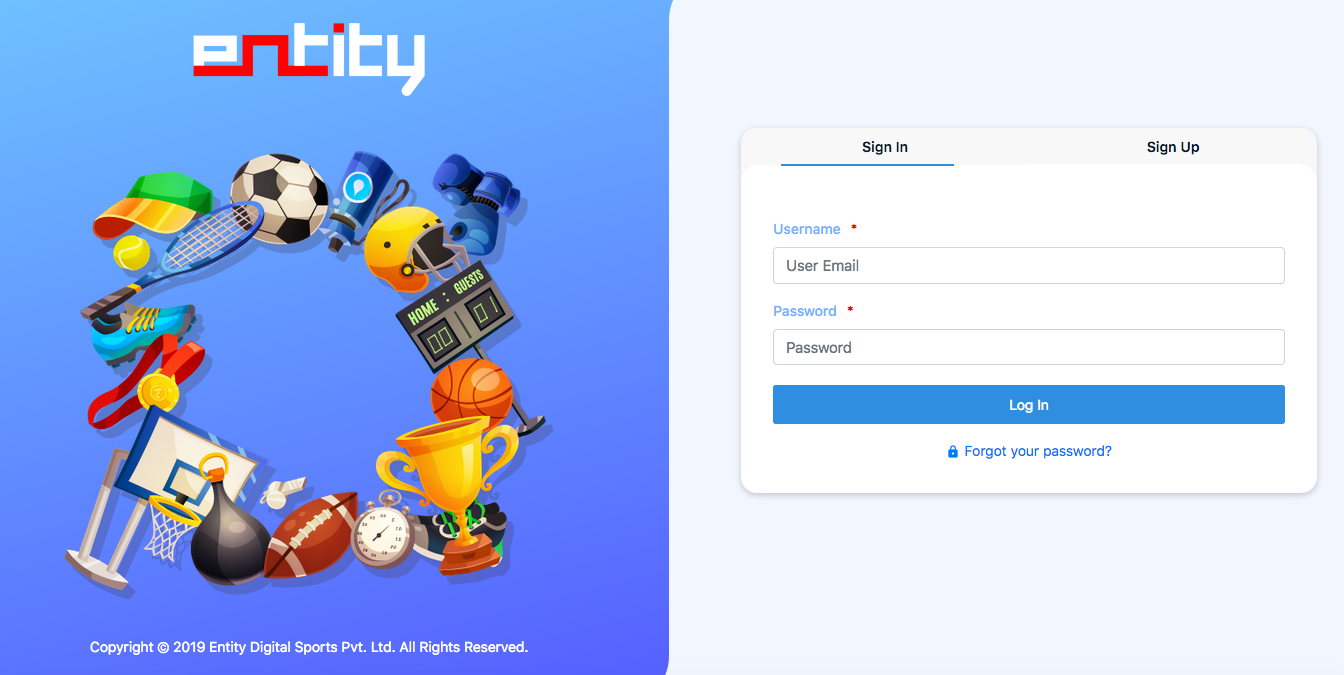 entity
HOME : GUESTS
00 01
Copyright © 2019 Entity Digital Sports Pvt. Ltd. All Rights Reserved.
Sign In
Sign Up
Username *
User Email
Password *
Password
Log In
Forgot your password?